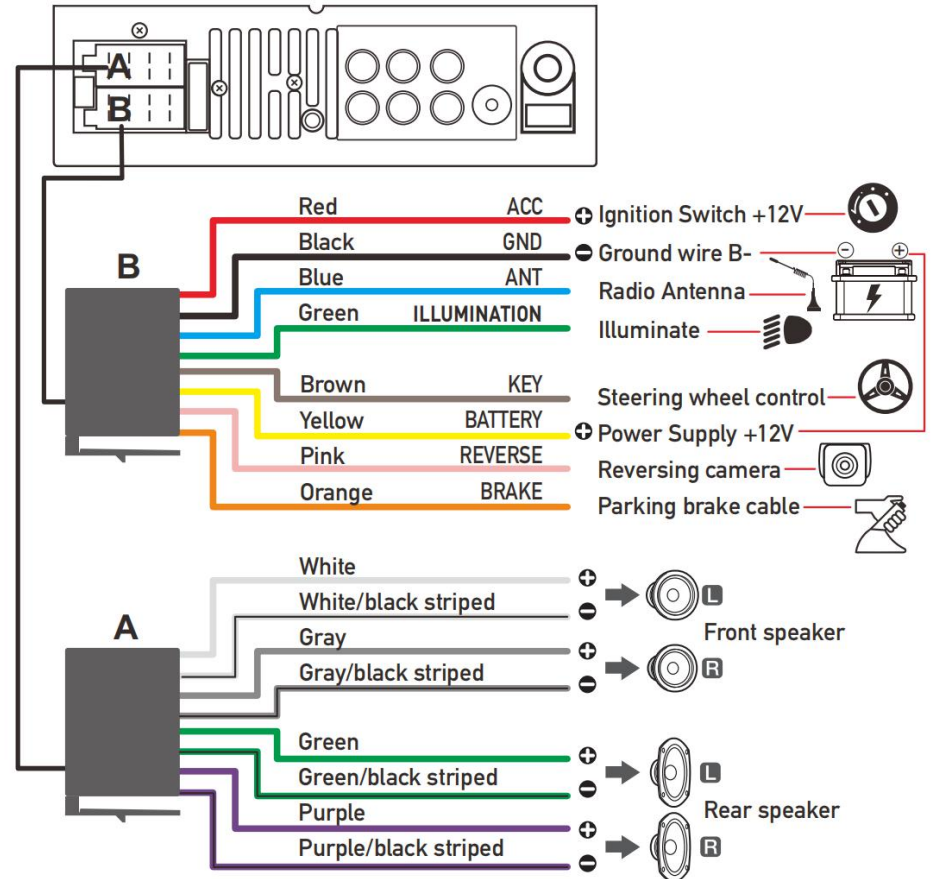 A
B
B
Red ACC Ignition Switch +12V
Black GND Ground wire B-
Blue ANT Radio Antenna
Green ILLUMINATION Illuminate
Brown KEY Steering wheel control
Yellow BATTERY Power Supply +12V
Pink REVERSE Reversing camera
Orange BRAKE Parking brake cable
A
White
L
White/black striped
Front speaker
Gray
R
Gray/black striped
Green
L
Green/black striped
Rear speaker
Purple
R
Purple/black striped